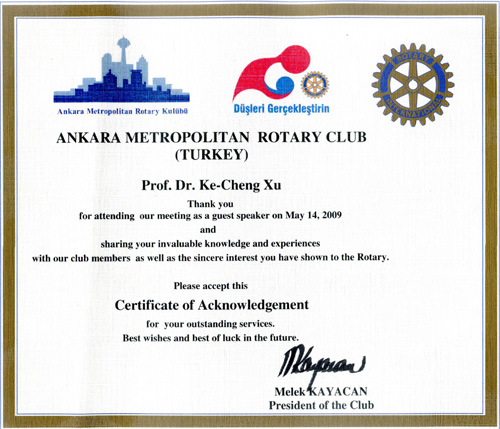 Ankara Metropolitan Rotary Kulübü
Düşleri Gerçekleştirin
ROTARY
INTERNATIONAL
ANKARA METROPOLITAN ROTARY CLUB
(TURKEY)
Prof. Dr. Ke-Cheng Xu
Thank you
for attending our meeting as a guest speaker on May 14, 2009
and
sharing your invaluable knowledge and experiences
with our club members as well as the sincere interest you have shown to the Rotary.
Please accept this
Certificate of Acknowledgement
for your outstanding services.
Best wishes and best of luck in the future.
MKayacan
Melek KAYACAN
President of the Club